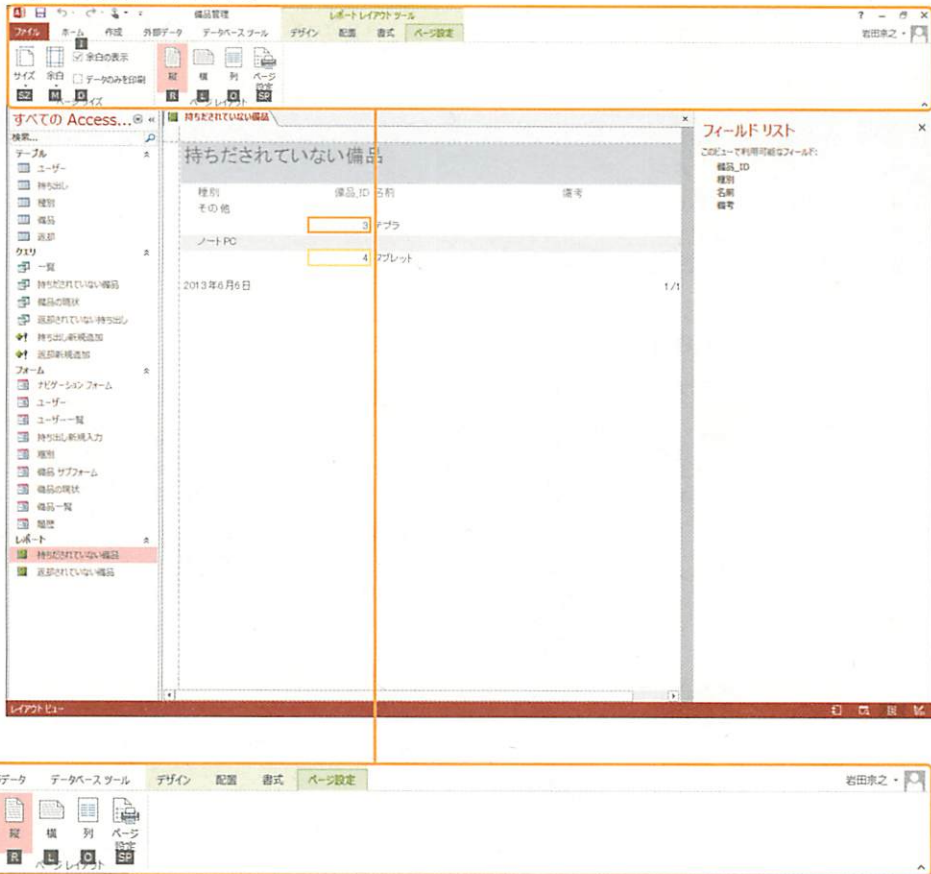 備品管理 レポート レイアウト ツール ? – ×
ファイル ホーム 作成 外部データ データベース ツール デザイン 配置 書式 ページ設定 岩田宗之
サイズ 余白 余白の表示 データのみを印刷 縦 横 列 ページ設定
SZ M D R L O SP
ページ サイズ ページ レイアウト
すべての Access... «
検索...
テーブル
ユーザー
持ち出し
種別
備品
返却
クエリ
一覧
持ちだされていない備品
備品の現状
返却されていない持ち出し
持ち出し新規追加
返却新規追加
フォーム
ナビゲーション フォーム
ユーザー
ユーザー一覧
持ち出し新規入力
種別
備品 サブフォーム
備品の現状
備品一覧
履歴
レポート
持ちだされていない備品
返却されていない備品
持ちだされていない備品 ×
持ちだされていない備品
種別 備品_ID 名前 備考
その他
3 テプラ
ノートPC
4 タブレット
2013年6月6日 1/1
フィールド リスト ×
このビューで利用可能なフィールド:
備品_ID
種別
名前
備考
レイアウト ビュー
データ データベース ツール デザイン 配置 書式 ページ設定 岩田宗之
縦 横 列 ページ設定
R L O SP
ページ レイアウト